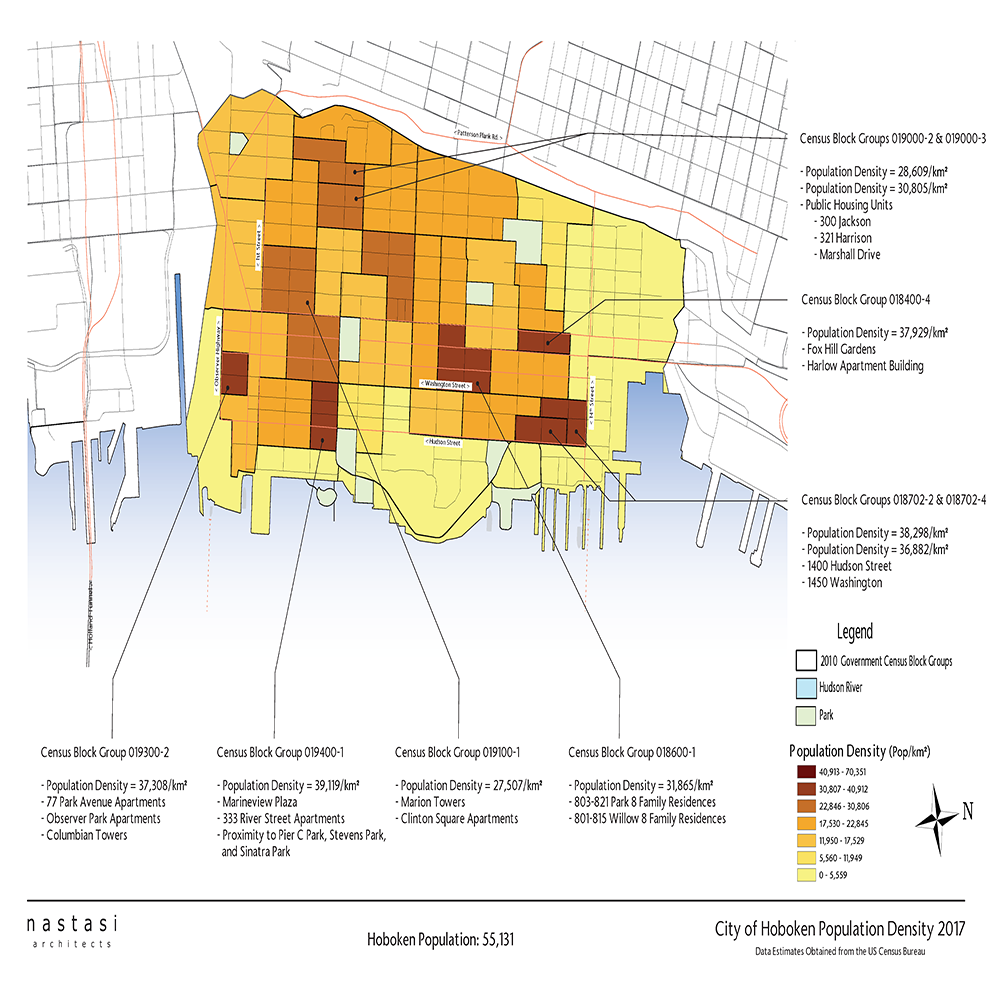 < Patterson Plank Rd. >
< 1st Street >
< Observer Highway >
< Washington Street >
< Hudson Street
< 14th Street >
< Holland Tunnel >
Census Block Groups 019000-2 & 019000-3
- Population Density = 28,609/km²
- Population Density = 30,805/km²
- Public Housing Units
- 300 Jackson
- 321 Harrison
- Marshall Drive
Census Block Group 018400-4
- Population Density = 37,929/km²
- Fox Hill Gardens
- Harlow Apartment Building
Census Block Groups 018702-2 & 018702-4
- Population Density = 38,298/km²
- Population Density = 36,882/km²
- 1400 Hudson Street
- 1450 Washington
Legend
2010 Government Census Block Groups
Hudson River
Park
Population Density (Pop/km²)
40,913 - 70,351
30,807 - 40,912
22,846 - 30,806
17,530 - 22,845
11,950 - 17,529
5,560 - 11,949
0 - 5,559
N
Census Block Group 019300-2
- Population Density = 37,308/km²
- 77 Park Avenue Apartments
- Observer Park Apartments
- Columbian Towers
Census Block Group 019400-1
- Population Density = 39,119/km²
- Marineview Plaza
- 333 River Street Apartments
- Proximity to Pier C Park, Stevens Park,
and Sinatra Park
Census Block Group 019100-1
- Population Density = 27,507/km²
- Marion Towers
- Clinton Square Apartments
Census Block Group 018600-1
- Population Density = 31,865/km²
- 803-821 Park 8 Family Residences
- 801-815 Willow 8 Family Residences
nastasi
architects
Hoboken Population: 55,131
City of Hoboken Population Density 2017
Data Estimates Obtained from the US Census Bureau